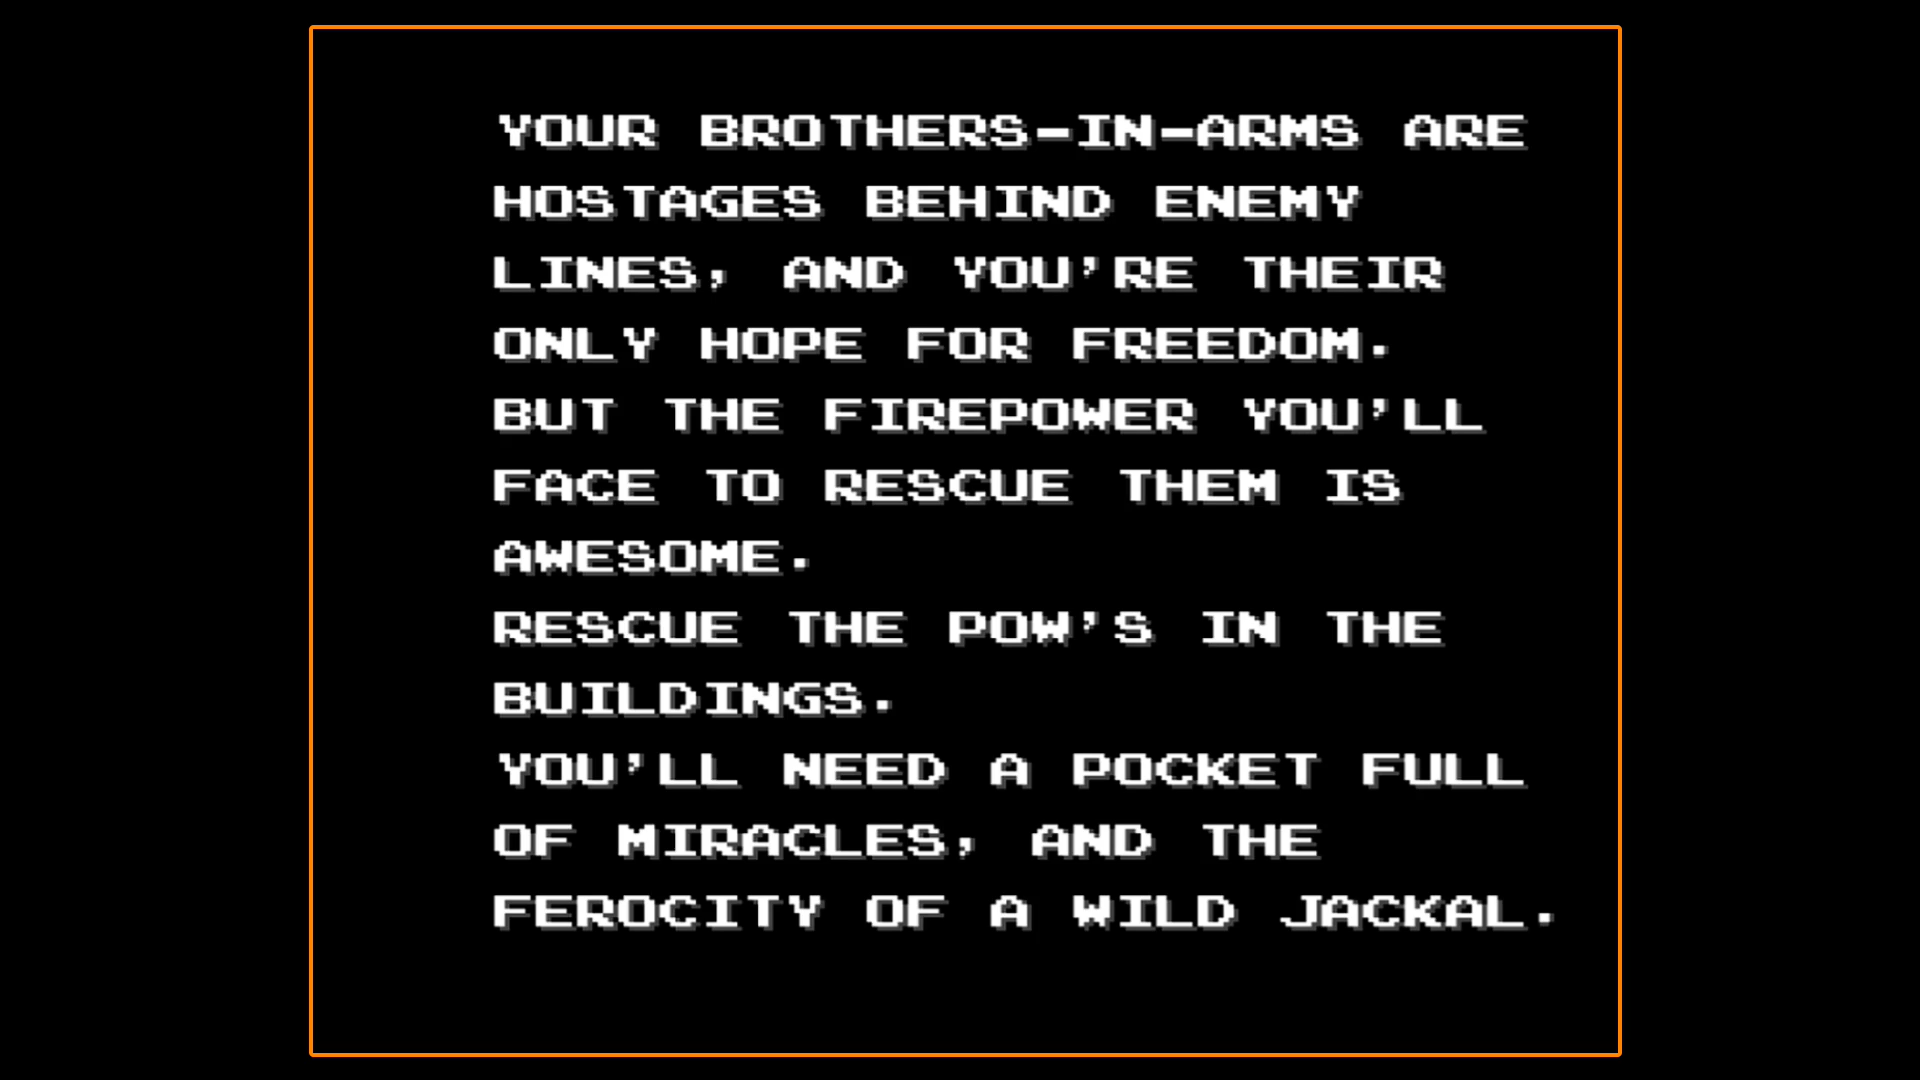 YOUR BROTHERS-IN-ARMS ARE
HOSTAGES BEHIND ENEMY
LINES, AND YOU'RE THEIR
ONLY HOPE FOR FREEDOM.
BUT THE FIREPOWER YOU'LL
FACE TO RESCUE THEM IS
AWESOME.
RESCUE THE POW'S IN THE
BUILDINGS.
YOU'LL NEED A POCKET FULL
OF MIRACLES, AND THE
FEROCITY OF A WILD JACKAL.